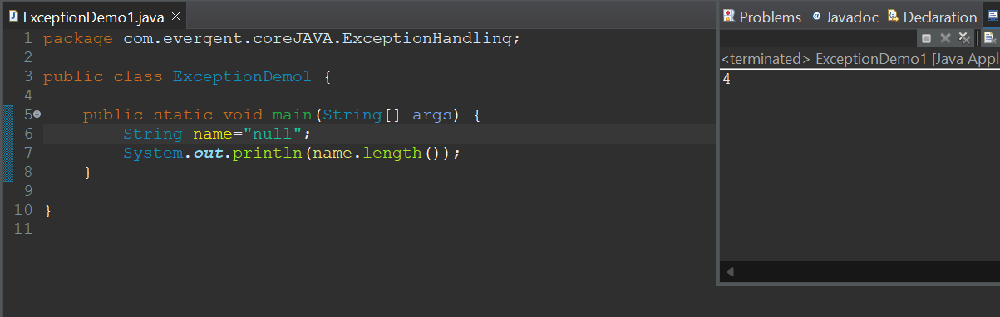 ExceptionDemo1.java
1 package com.evergent.coreJAVA.ExceptionHandling;
2
3 public class ExceptionDemo1 {
4
5 public static void main(String[] args) {
6 String name="null";
7 System.out.println(name.length());
8 }
9
10 }
11
Problems Javadoc Declaration
<terminated> ExceptionDemo1 [Java Appl
4